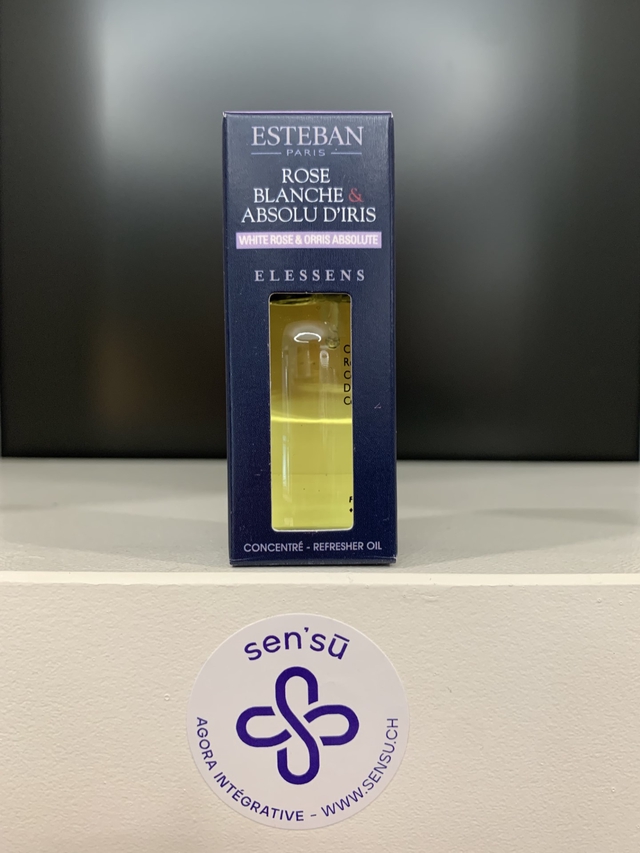 ESTEBAN
PARIS
ROSE
BLANCHE &
ABSOLU D'IRIS
WHITE ROSE & ORRIS ABSOLUTE
ELESSENS
C
R
C
D
C
CONCENTRÉ - REFRESHER OIL
sen'sū
AGORA INTÉGRATIVE - WWW.SENSU.CH